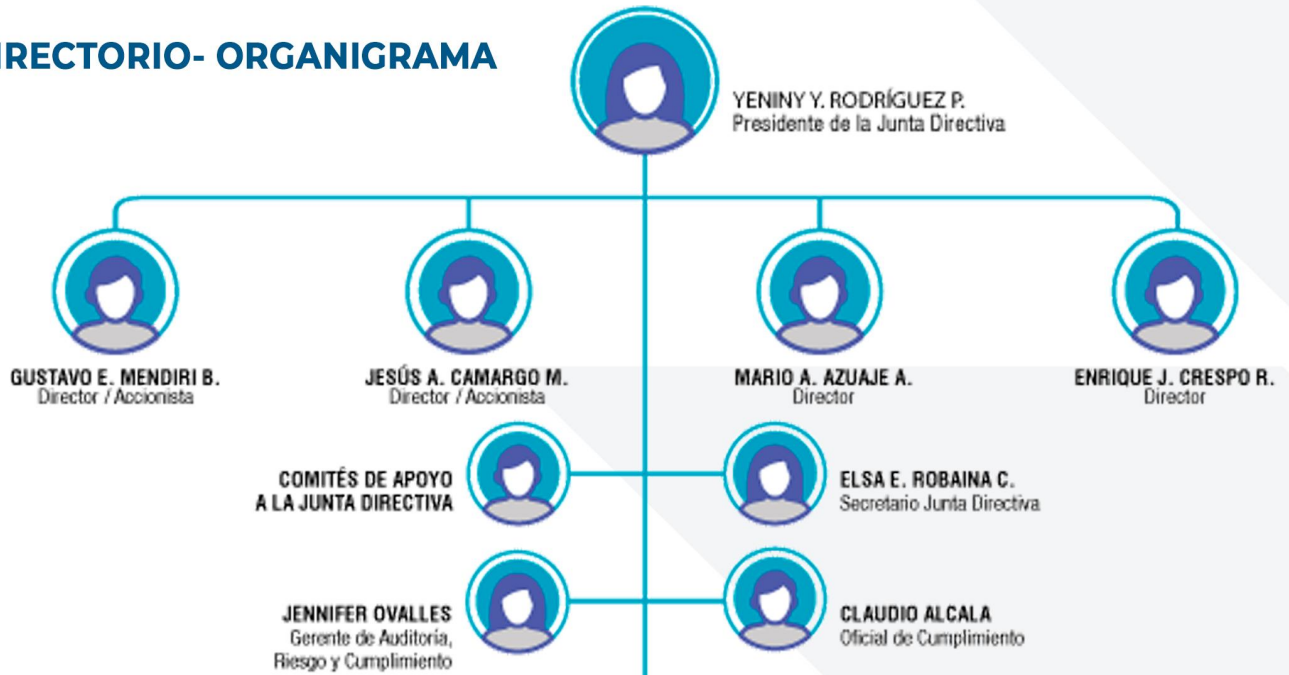 IRECTORIO- ORGANIGRAMA
YENINY Y. RODRÍGUEZ P.
Presidente de la Junta Directiva
GUSTAVO E. MENDIRI B.
Director / Accionista
JESÚS A. CAMARGO M.
Director / Accionista
MARIO A. AZUAJE A.
Director
ENRIQUE J. CRESPO R.
Director
COMITÉS DE APOYO
A LA JUNTA DIRECTIVA
ELSA E. ROBAINA C.
Secretario Junta Directiva
JENNIFER OVALLES
Gerente de Auditoría,
Riesgo y Cumplimiento
CLAUDIO ALCALA
Oficial de Cumplimiento